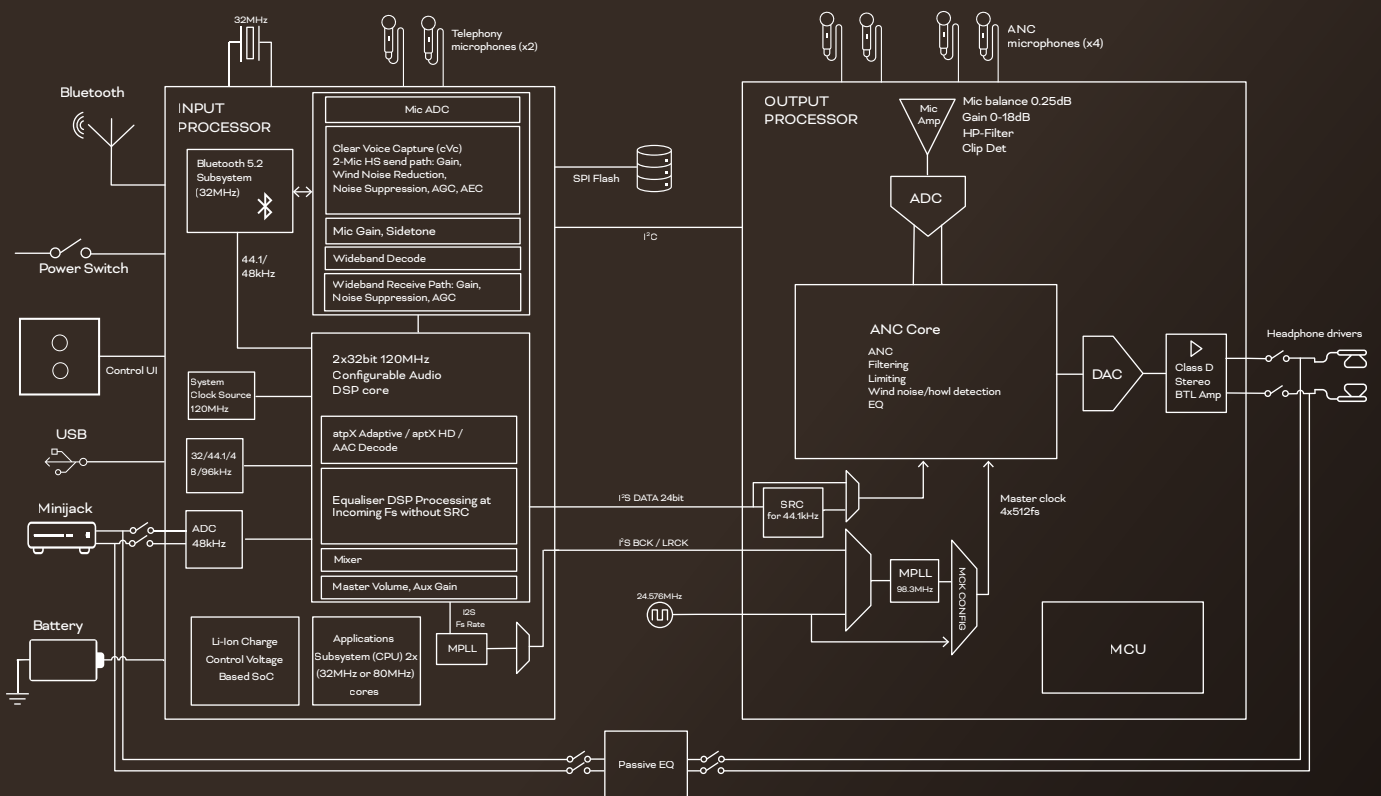 32MHz
Telephony
microphones (x2)
ANC
microphones (x4)
Bluetooth
INPUT
PROCESSOR
Mic ADC
Bluetooth 5.2
Subsystem
(32MHz)
Clear Voice Capture (cVc)
2-Mic HS send path: Gain,
Wind Noise Reduction,
Noise Suppression, AGC, AEC
Mic Gain, Sidetone
Wideband Decode
Wideband Receive Path: Gain,
Noise Suppression, AGC
44.1/
48kHz
SPI Flash
I²C
OUTPUT
PROCESSOR
Mic
Amp
Mic balance 0.25dB
Gain 0-18dB
HP-Filter
Clip Det
ADC
Power Switch
Control UI
2x32bit 120MHz
Configurable Audio
DSP core
System
Clock Source
120MHz
atpX Adaptive / aptX HD /
AAC Decode
USB
32/44.1/4
8/96kHz
Equaliser DSP Processing at
Incoming Fs without SRC
Minijack
ADC
48kHz
Mixer
Master Volume, Aux Gain
I2S
Fs Rate
MPLL
Battery
Li-Ion Charge
Control Voltage
Based SoC
Applications
Subsystem (CPU) 2x
(32MHz or 80MHz)
cores
ANC Core
ANC
Filtering
Limiting
Wind noise/howl detection
EQ
DAC
Class D
Stereo
BTL Amp
Headphone drivers
I²S DATA 24bit
SRC
for 44.1kHz
I²S BCK / LRCK
Master clock
4x512fs
24.576MHz
MPLL
98.3MHz
MCK CONFIG
MCU
Passive EQ